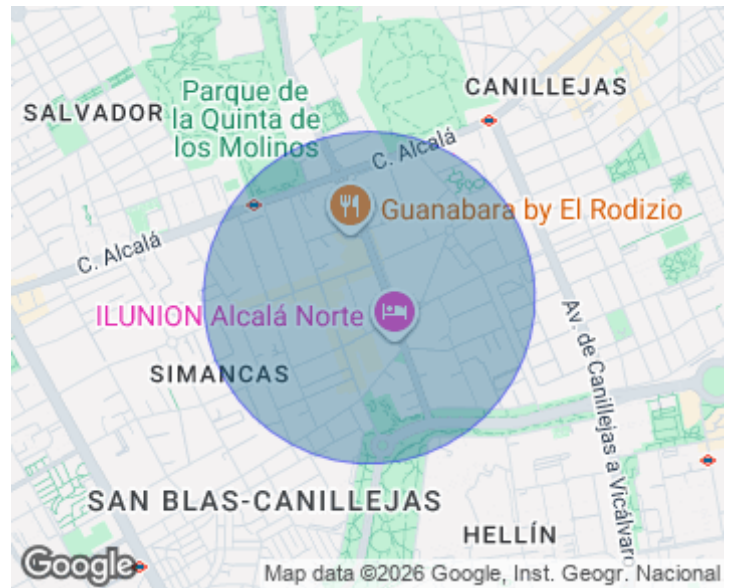 CANILLEJAS
SALVADOR
Parque de
la Quinta de
los Molinos
C. Alcalá
Guanabara by El Rodizio
C. Alcalá
ILUNION Alcalá Norte
Av. de Canillejas a Vicálvaro
SIMANCAS
SAN BLAS-CANILLEJAS
HELLÍN
Google
Map data ©2026 Google, Inst. Geogr. Nacional